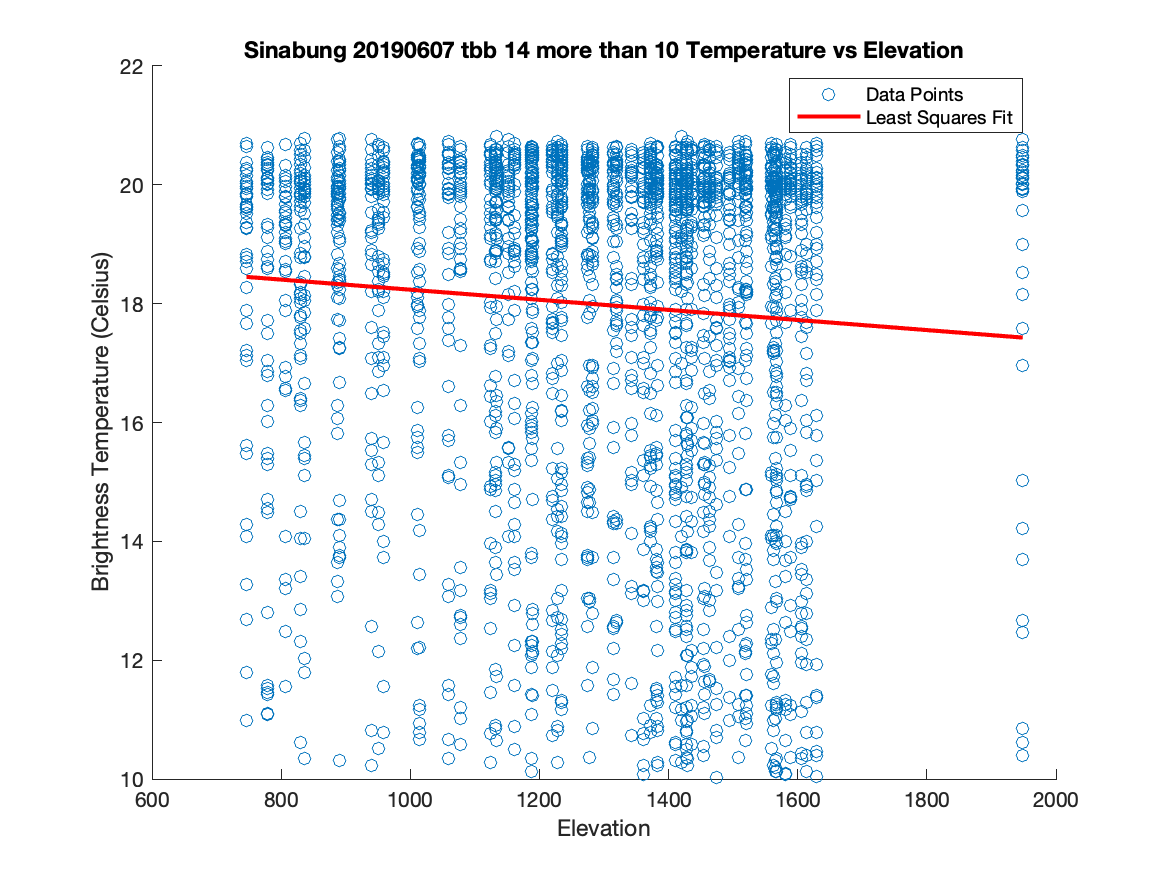 Sinabung 20190607 tbb 14 more than 10 Temperature vs Elevation
Data Points
Least Squares Fit
22
20
18
16
14
12
10
Brightness Temperature (Celsius)
600 800 1000 1200 1400 1600 1800 2000
Elevation